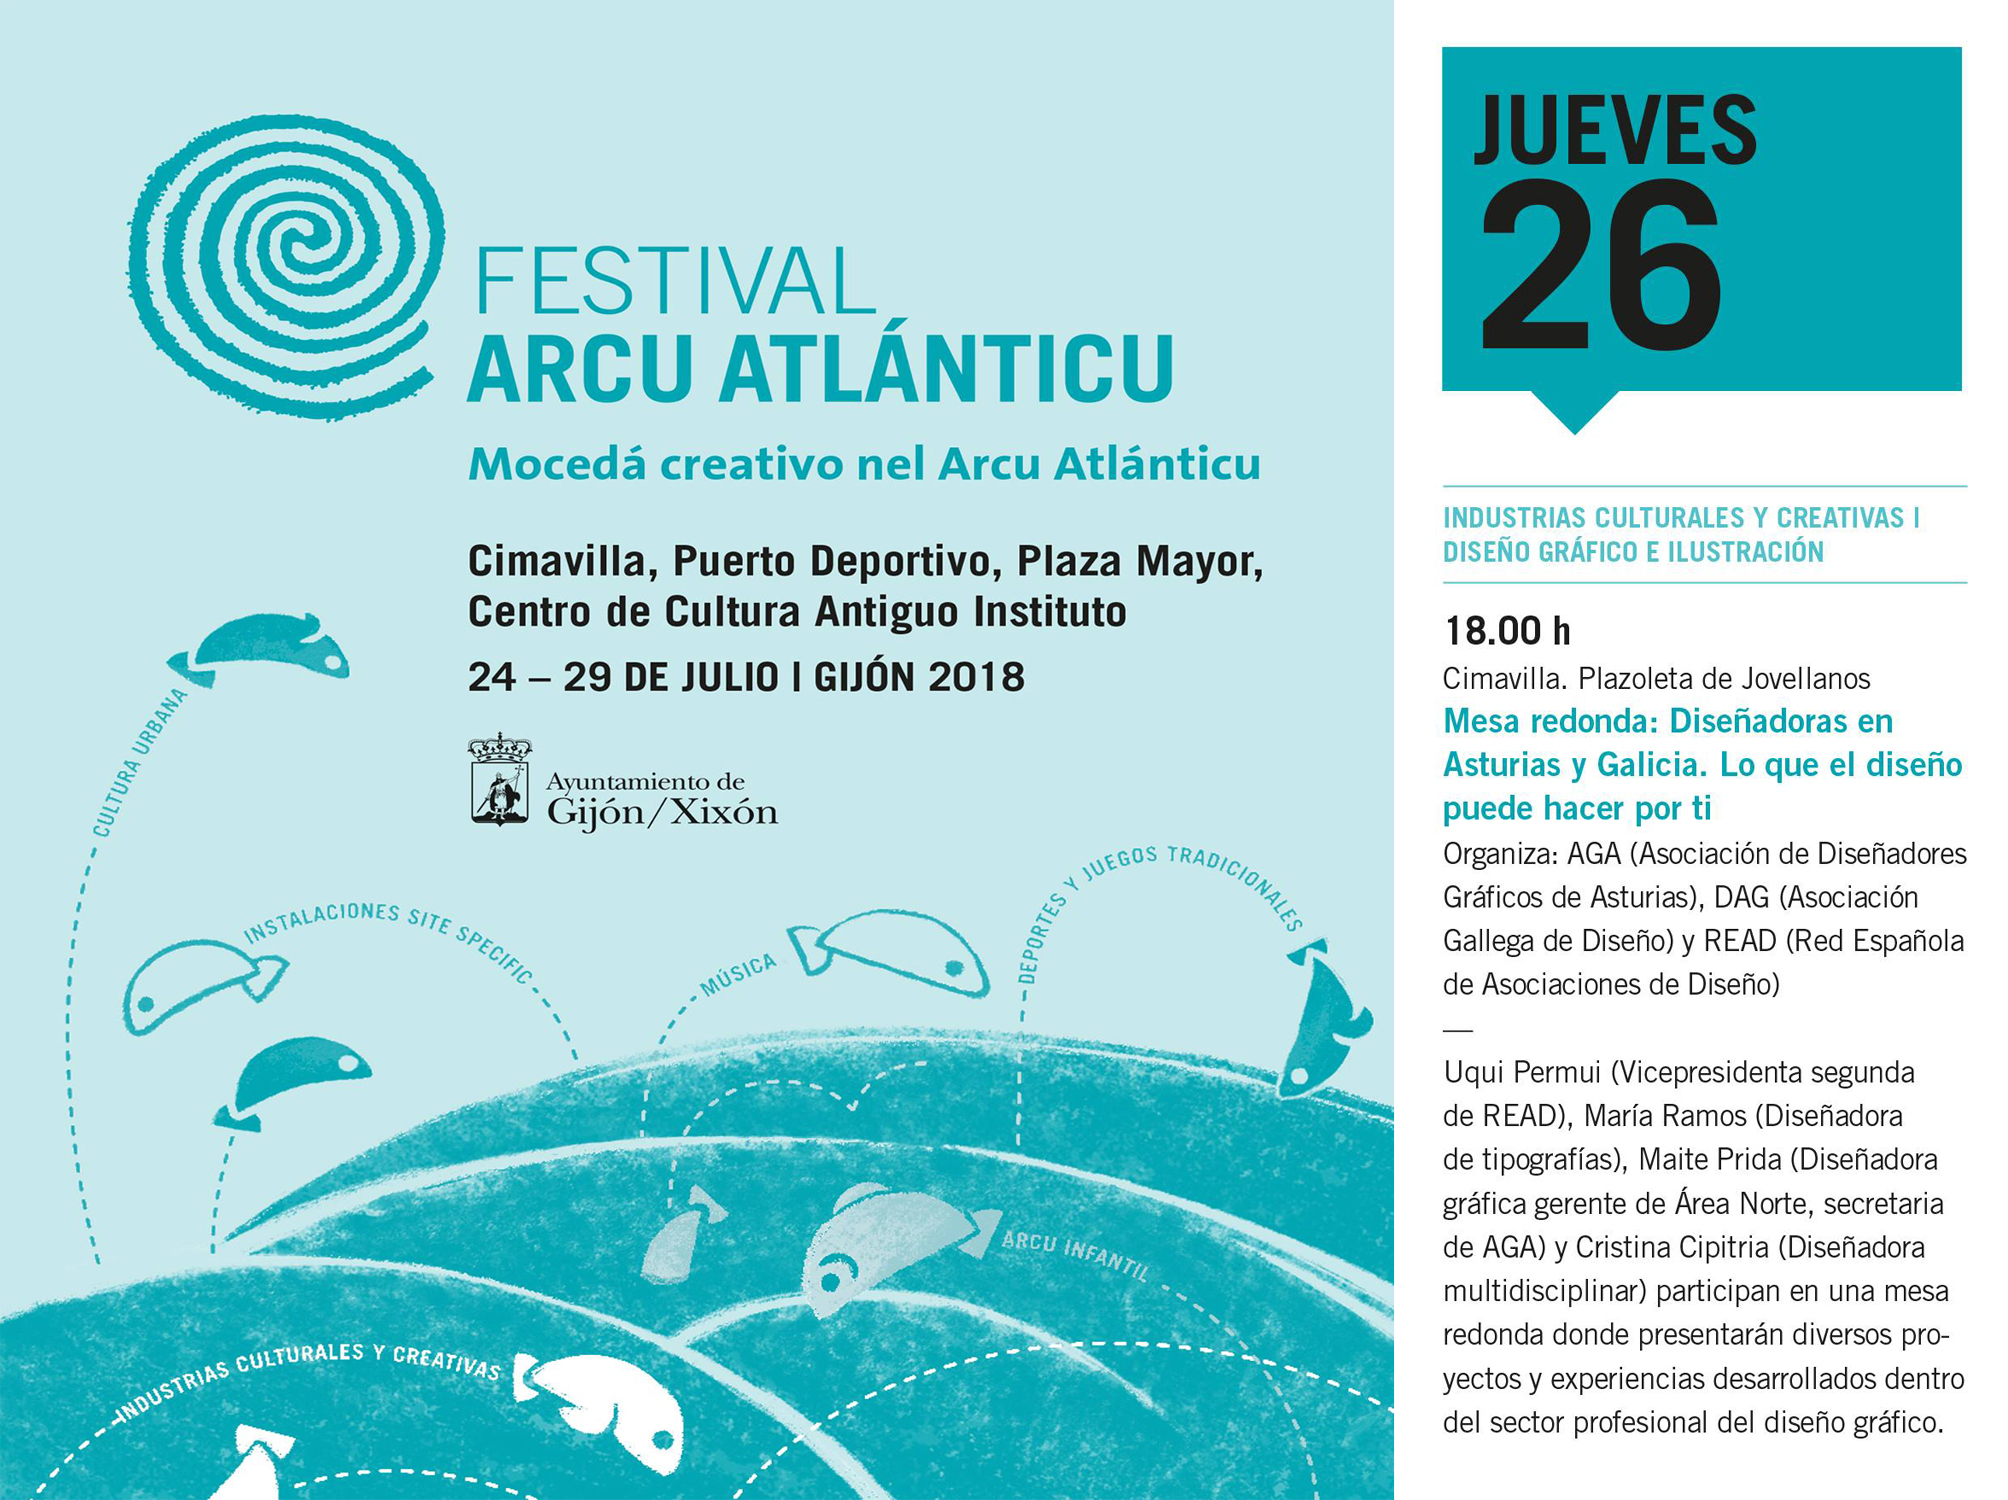 FESTIVAL
ARCU ATLÁNTICU
Mocedá creativo nel Arcu Atlánticu
Cimavilla, Puerto Deportivo, Plaza Mayor,
Centro de Cultura Antiguo Instituto
24 – 29 DE JULIO | GIJÓN 2018
Ayuntamiento de
Gijón/Xixón
CULTURA URBANA
INSTALACIONES SITE SPECIFIC
MÚSICA
DEPORTES Y JUEGOS TRADICIONALES
ARCU INFANTIL
INDUSTRIAS CULTURALES Y CREATIVAS
JUEVES
26
INDUSTRIAS CULTURALES Y CREATIVAS |
DISEÑO GRÁFICO E ILUSTRACIÓN
18.00 h
Cimavilla. Plazoleta de Jovellanos
Mesa redonda: Diseñadoras en
Asturias y Galicia. Lo que el diseño
puede hacer por ti
Organiza: AGA (Asociación de Diseñadores
Gráficos de Asturias), DAG (Asociación
Gallega de Diseño) y READ (Red Española
de Asociaciones de Diseño)
—
Uqui Permui (Vicepresidenta segunda
de READ), María Ramos (Diseñadora
de tipografías), Maite Prida (Diseñadora
gráfica gerente de Área Norte, secretaria
de AGA) y Cristina Cipitria (Diseñadora
multidisciplinar) participan en una mesa
redonda donde presentarán diversos pro-
yectos y experiencias desarrollados dentro
del sector profesional del diseño gráfico.